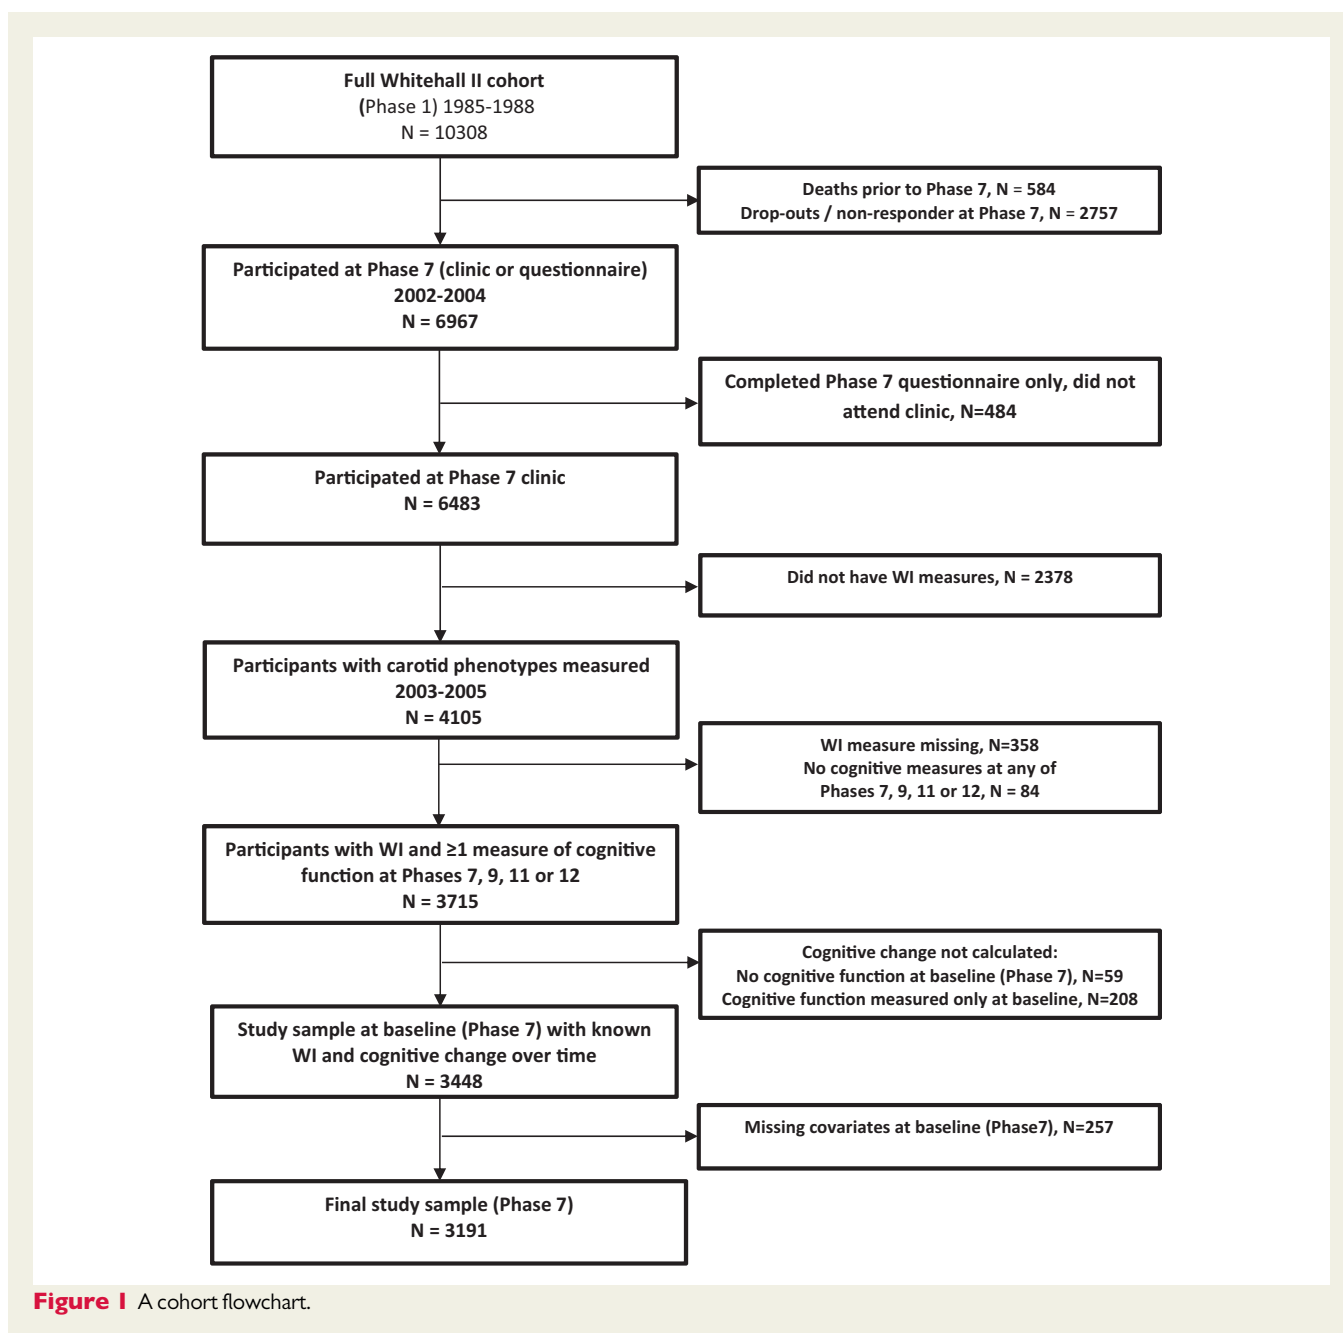 Full Whitehall II cohort
(Phase 1) 1985-1988
N = 10308
Deaths prior to Phase 7, N = 584
Drop-outs / non-responder at Phase 7, N = 2757
Participated at Phase 7 (clinic or questionnaire)
2002-2004
N = 6967
Completed Phase 7 questionnaire only, did not
attend clinic, N=484
Participated at Phase 7 clinic
N = 6483
Did not have WI measures, N = 2378
Participants with carotid phenotypes measured
2003-2005
N = 4105
WI measure missing, N=358
No cognitive measures at any of
Phases 7, 9, 11 or 12, N = 84
Participants with WI and ≥1 measure of cognitive
function at Phases 7, 9, 11 or 12
N = 3715
Cognitive change not calculated:
No cognitive function at baseline (Phase 7), N=59
Cognitive function measured only at baseline, N=208
Study sample at baseline (Phase 7) with known
WI and cognitive change over time
N = 3448
Missing covariates at baseline (Phase7), N=257
Final study sample (Phase 7)
N = 3191
Figure 1 A cohort flowchart.